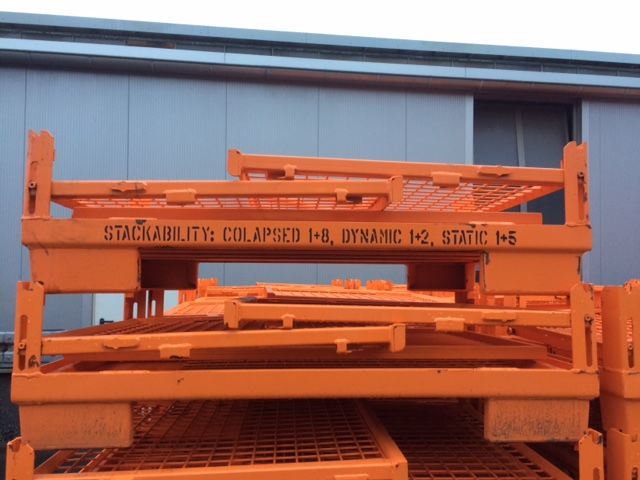 STACKABILITY: COLAPSED 1+8, DYNAMIC 1+2, STATIC 1+5